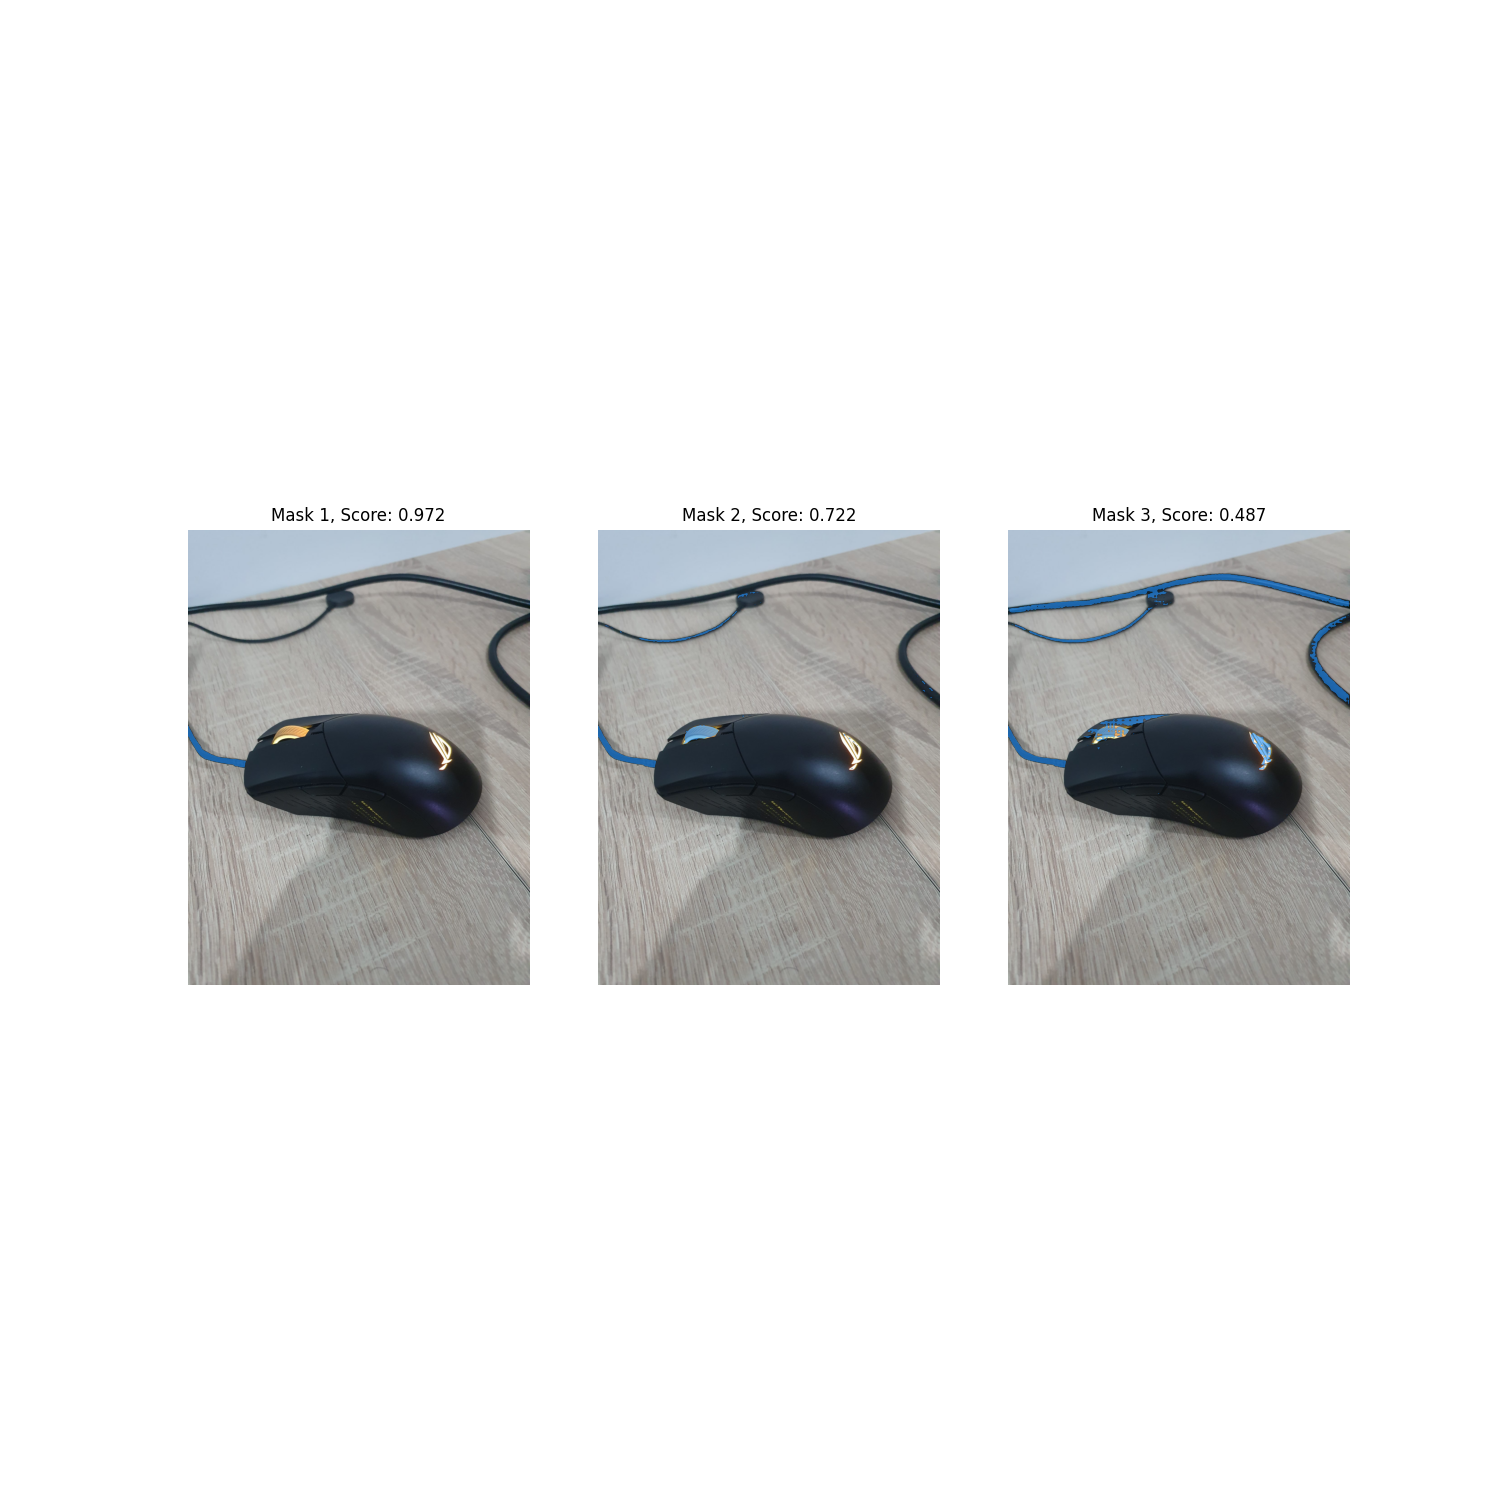 Mask 1, Score: 0.972
Mask 2, Score: 0.722
Mask 3, Score: 0.487